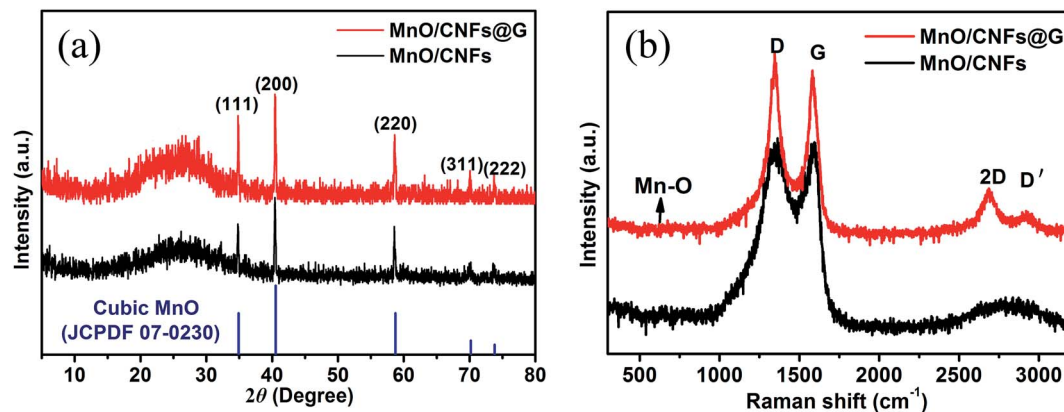 (a)
MnO/CNFs@G
MnO/CNFs
(111)
(200)
(220)
(311)
(222)
Cubic MnO
(JCPDF 07-0230)
Intensity (a.u.)
10 20 30 40 50 60 70 80
2θ (Degree)
(b)
MnO/CNFs@G
MnO/CNFs
D
G
Mn-O
2D
D′
Intensity (a.u.)
500 1000 1500 2000 2500 3000
Raman shift (cm⁻¹)